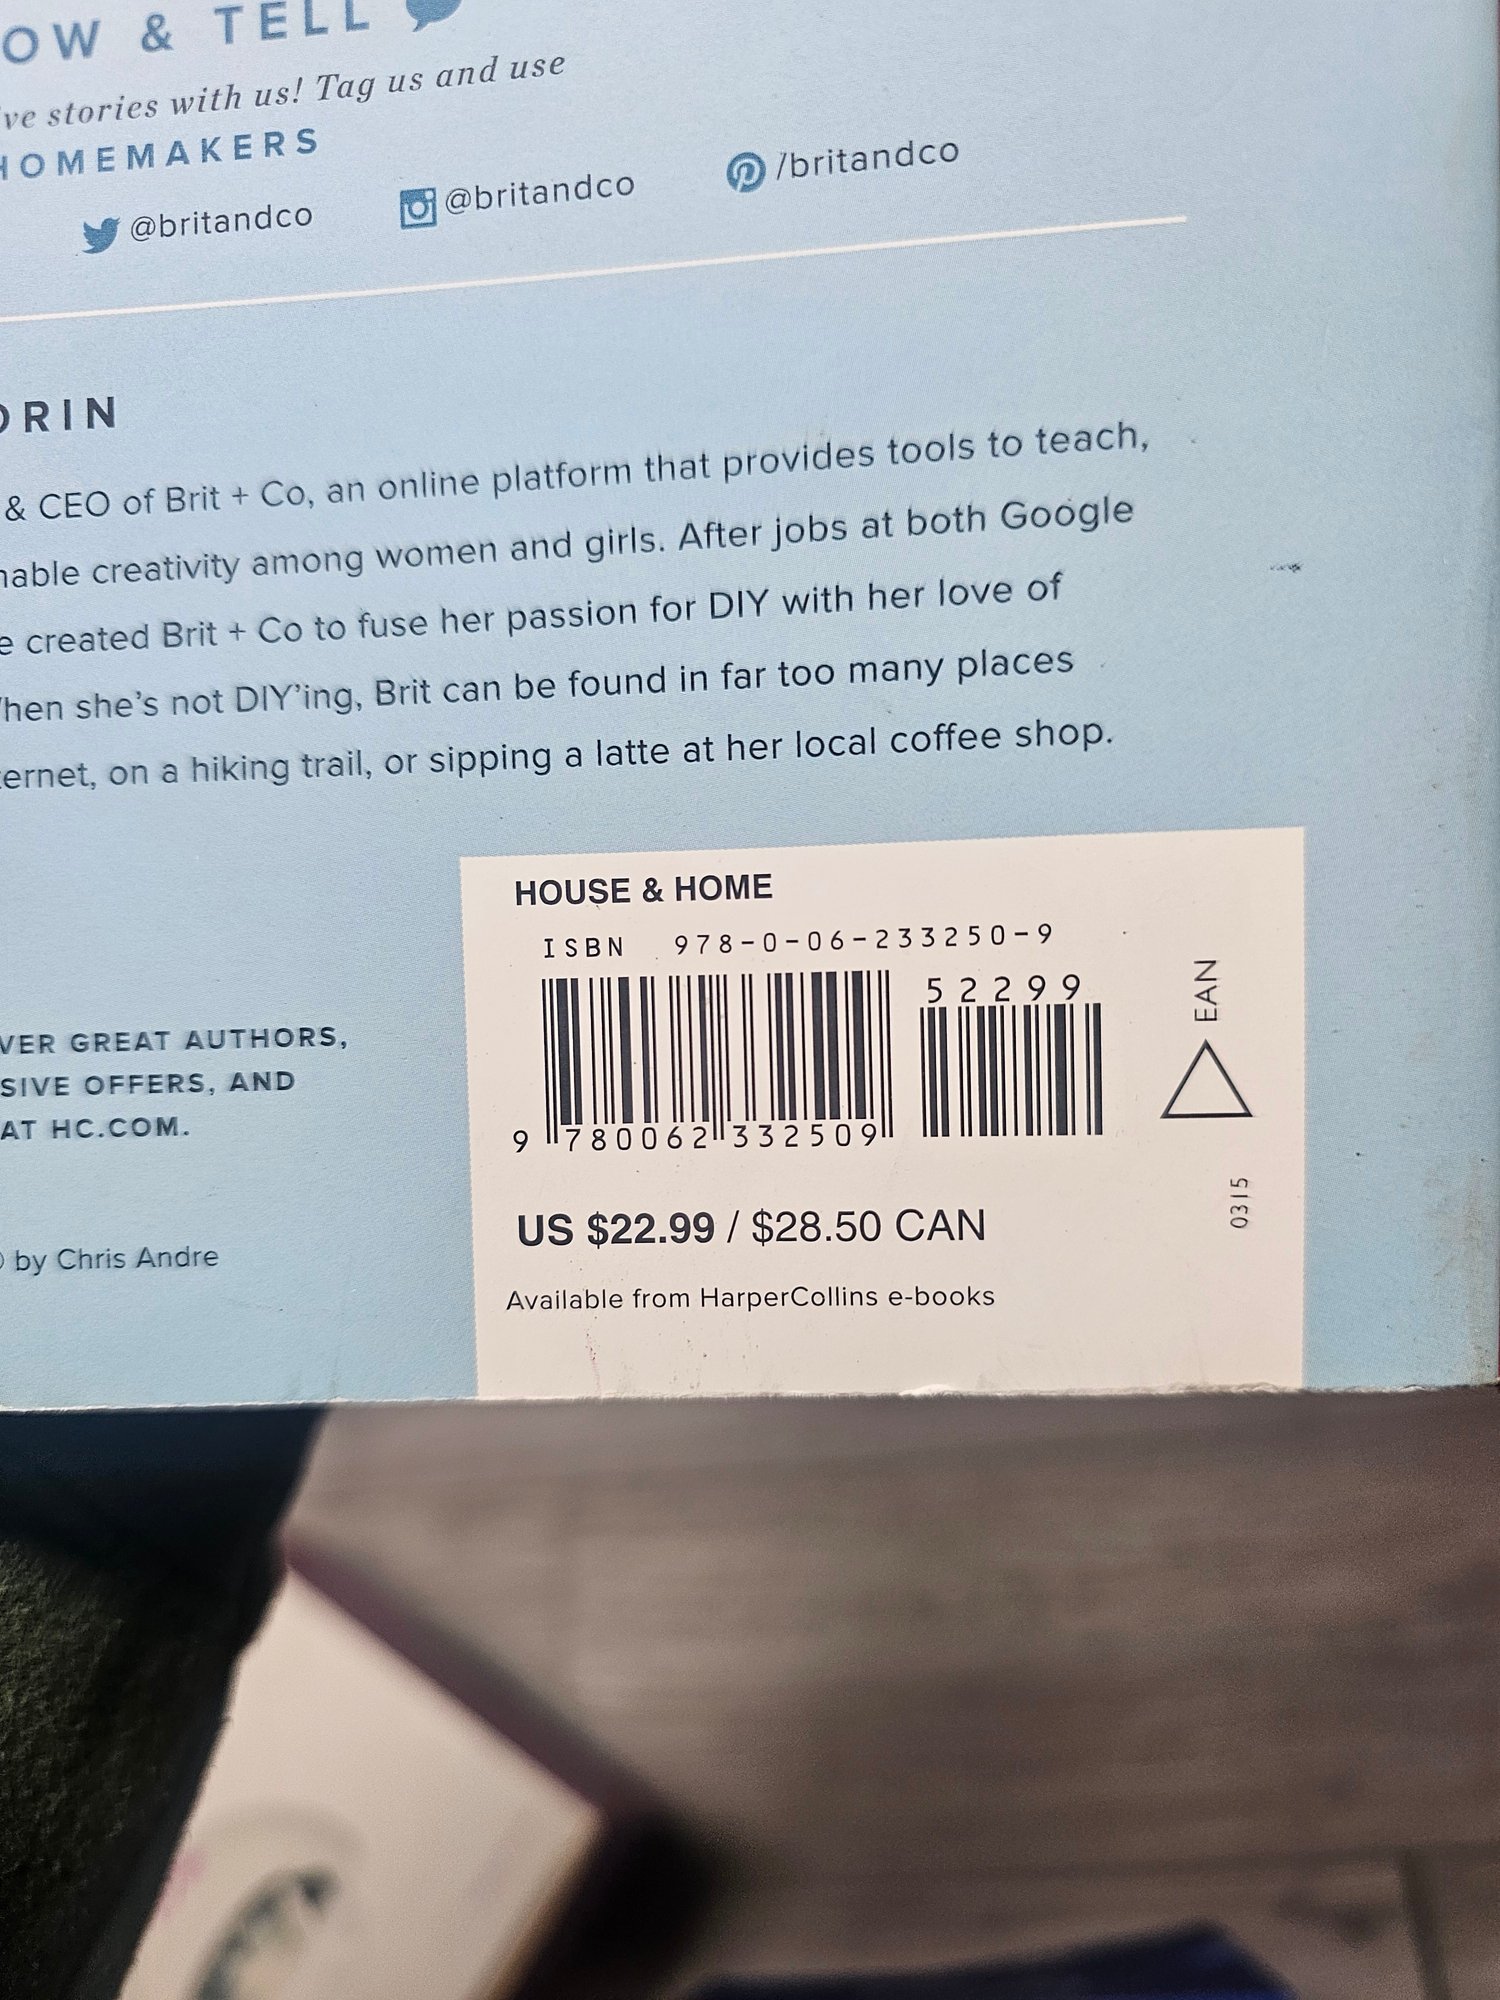 OW & TELL
ve stories with us! Tag us and use
HOMEMAKERS
@britandco @britandco /britandco
ORIN
& CEO of Brit + Co, an online platform that provides tools to teach,
nable creativity among women and girls. After jobs at both Google
e created Brit + Co to fuse her passion for DIY with her love of
When she's not DIY'ing, Brit can be found in far too many places
ternet, on a hiking trail, or sipping a latte at her local coffee shop.
HOUSE & HOME
ISBN 978-0-06-233250-9
52299
EAN
9 780062 332509
0315
US $22.99 / $28.50 CAN
Available from HarperCollins e-books
VER GREAT AUTHORS,
SIVE OFFERS, AND
AT HC.COM.
by Chris Andre